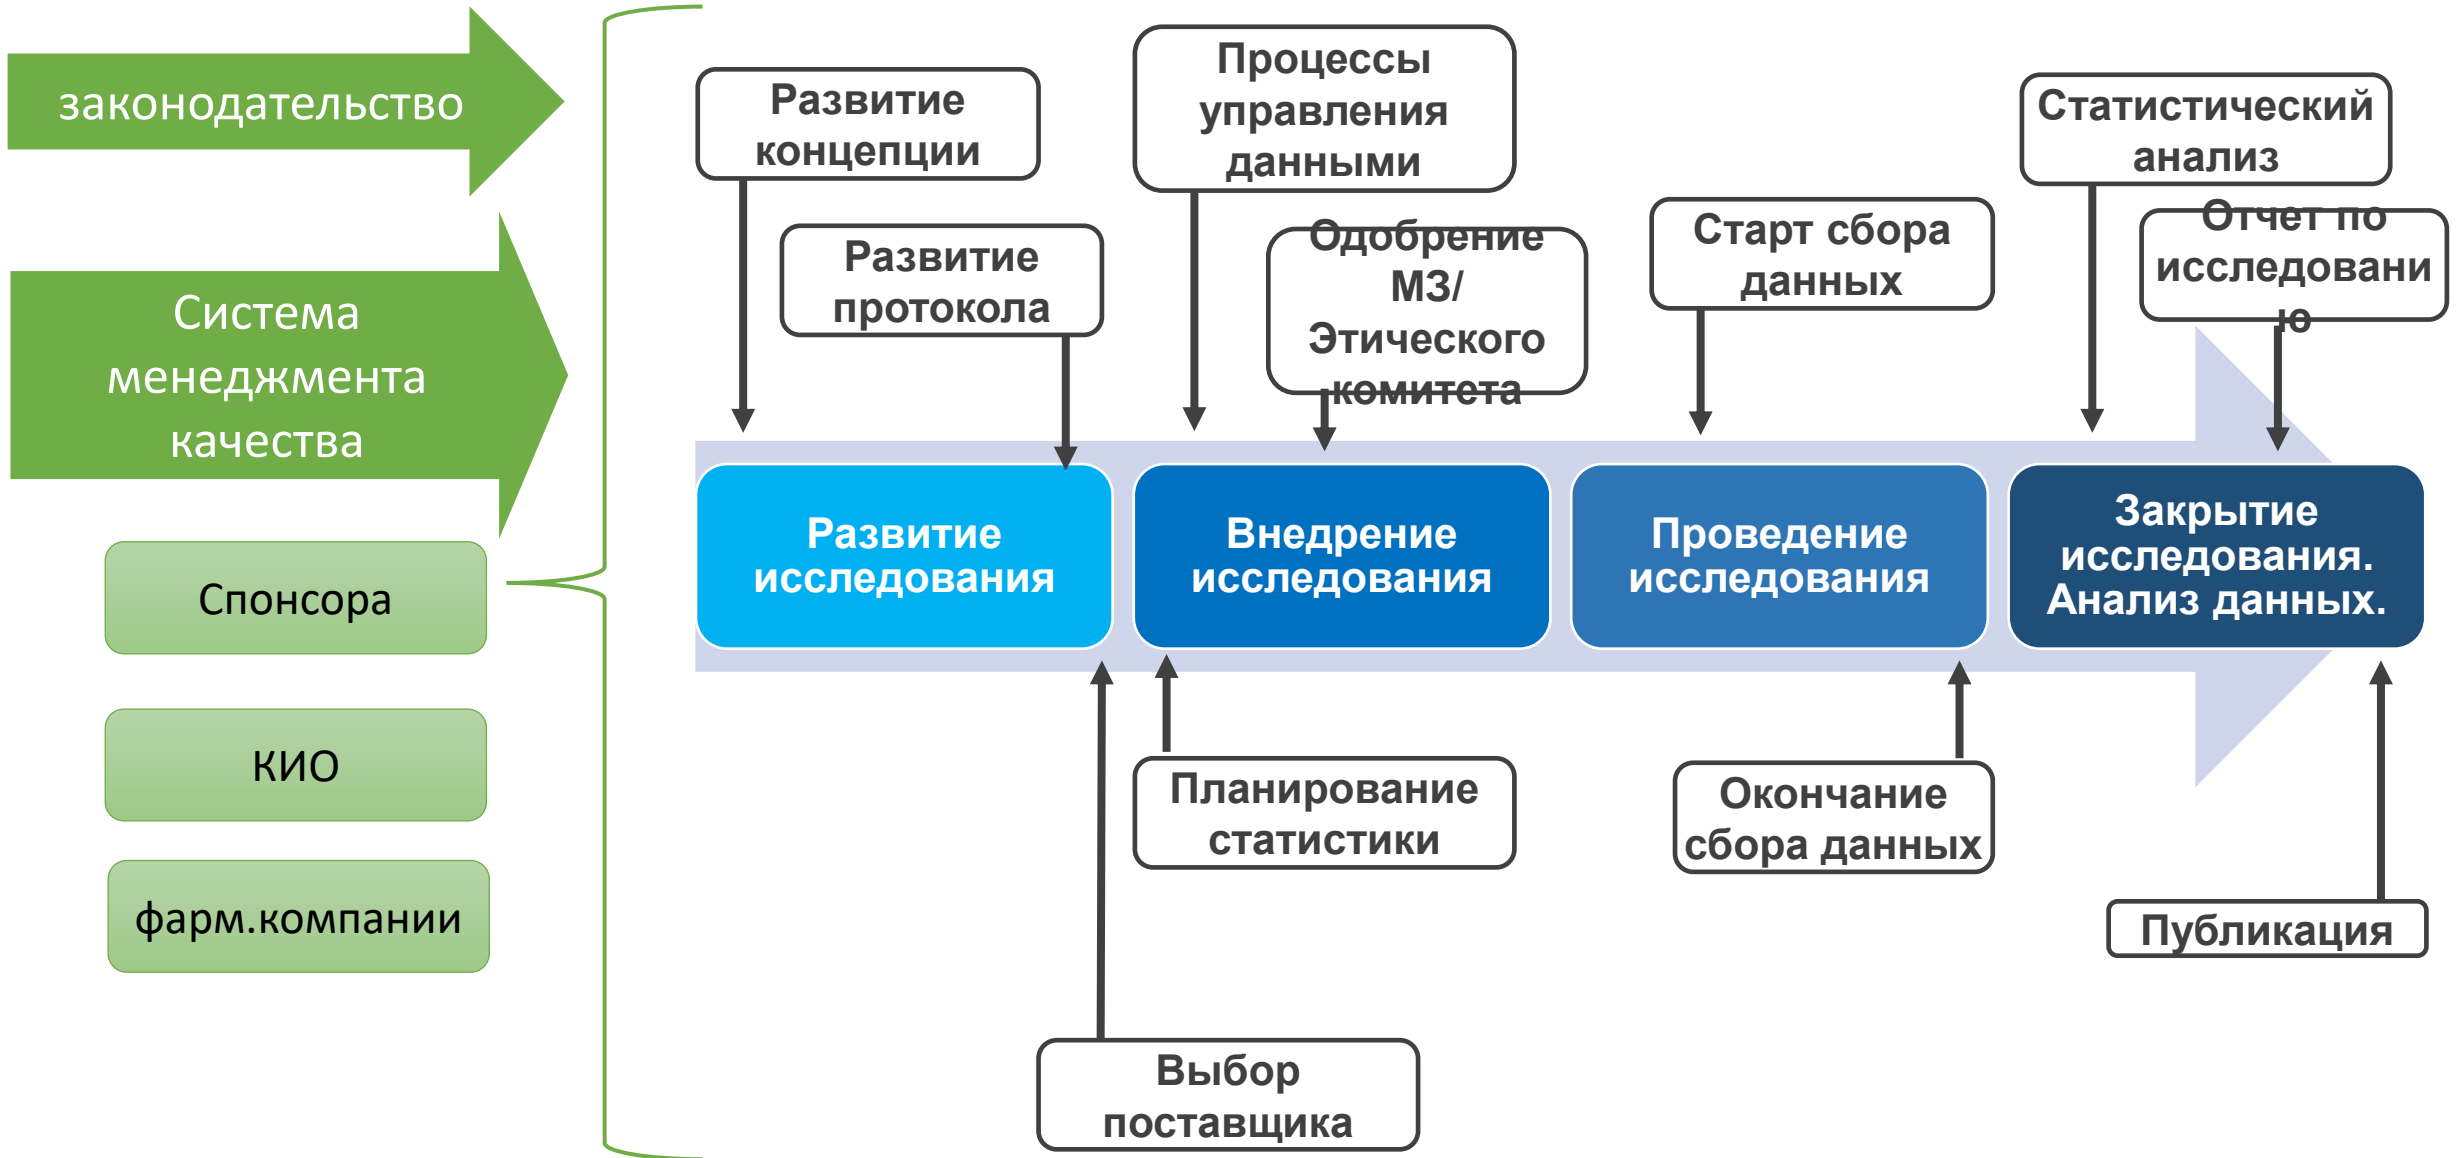 законодательство
Система
менеджмента
качества
Спонсора
КИО
фарм.компании
Развитие
концепции
Развитие
протокола
Процессы
управления
данными
Одобрение
МЗ/
Этического
комитета
Старт сбора
данных
Статистический
анализ
Отчет по
исследовани
ю
Развитие
исследования
Внедрение
исследования
Проведение
исследования
Закрытие
исследования.
Анализ данных.
Планирование
статистики
Окончание
сбора данных
Публикация
Выбор
поставщика